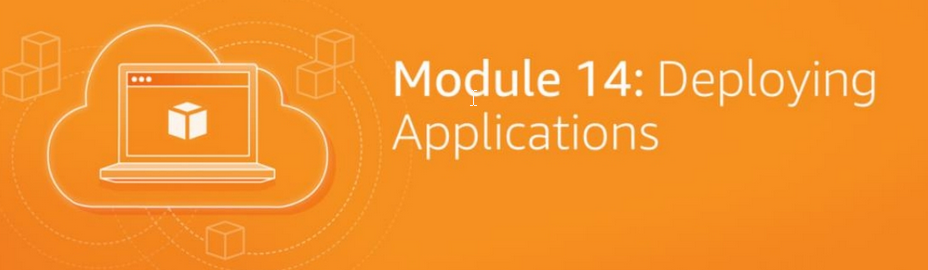 Module 14: Deploying
Applications